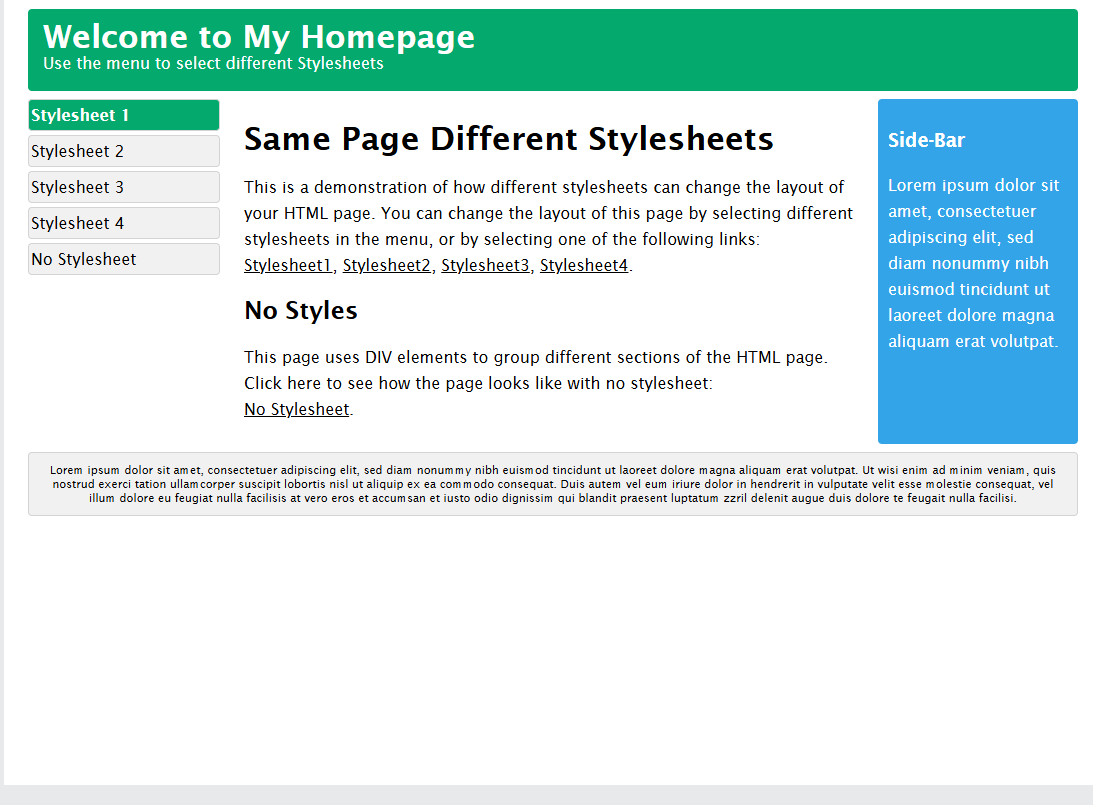 Welcome to My Homepage
Use the menu to select different Stylesheets
Stylesheet 1
Stylesheet 2
Stylesheet 3
Stylesheet 4
No Stylesheet
Same Page Different Stylesheets
This is a demonstration of how different stylesheets can change the layout of
your HTML page. You can change the layout of this page by selecting different
stylesheets in the menu, or by selecting one of the following links:
Stylesheet1, Stylesheet2, Stylesheet3, Stylesheet4.
No Styles
This page uses DIV elements to group different sections of the HTML page.
Click here to see how the page looks like with no stylesheet:
No Stylesheet.
Side-Bar
Lorem ipsum dolor sit
amet, consectetuer
adipiscing elit, sed
diam nonummy nibh
euismod tincidunt ut
laoreet dolore magna
aliquam erat volutpat.
Lorem ipsum dolor sit amet, consectetuer adipiscing elit, sed diam nonummy nibh euismod tincidunt ut laoreet dolore magna aliquam erat volutpat. Ut wisi enim ad minim veniam, quis
nostrud exerci tation ullamcorper suscipit lobortis nisl ut aliquip ex ea commodo consequat. Duis autem vel eum iriure dolor in hendrerit in vulputate velit esse molestie consequat, vel
illum dolore eu feugiat nulla facilisis at vero eros et accumsan et iusto odio dignissim qui blandit praesent luptatum zzril delenit augue duis dolore te feugait nulla facilisi.